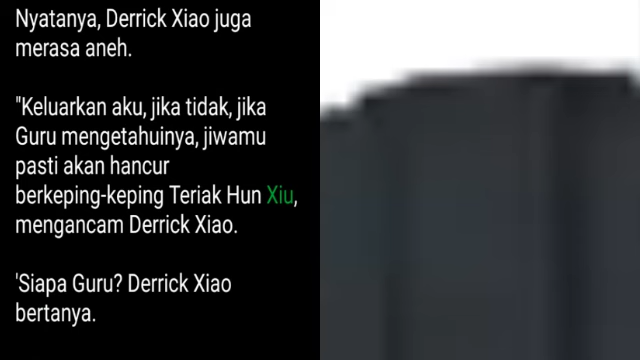 Nyatanya, Derrick Xiao juga
merasa aneh.
"Keluarkan aku, jika tidak, jika
Guru mengetahuinya, jiwamu
pasti akan hancur
berkeping-keping Teriak Hun Xiu,
mengancam Derrick Xiao.
'Siapa Guru? Derrick Xiao
bertanya.